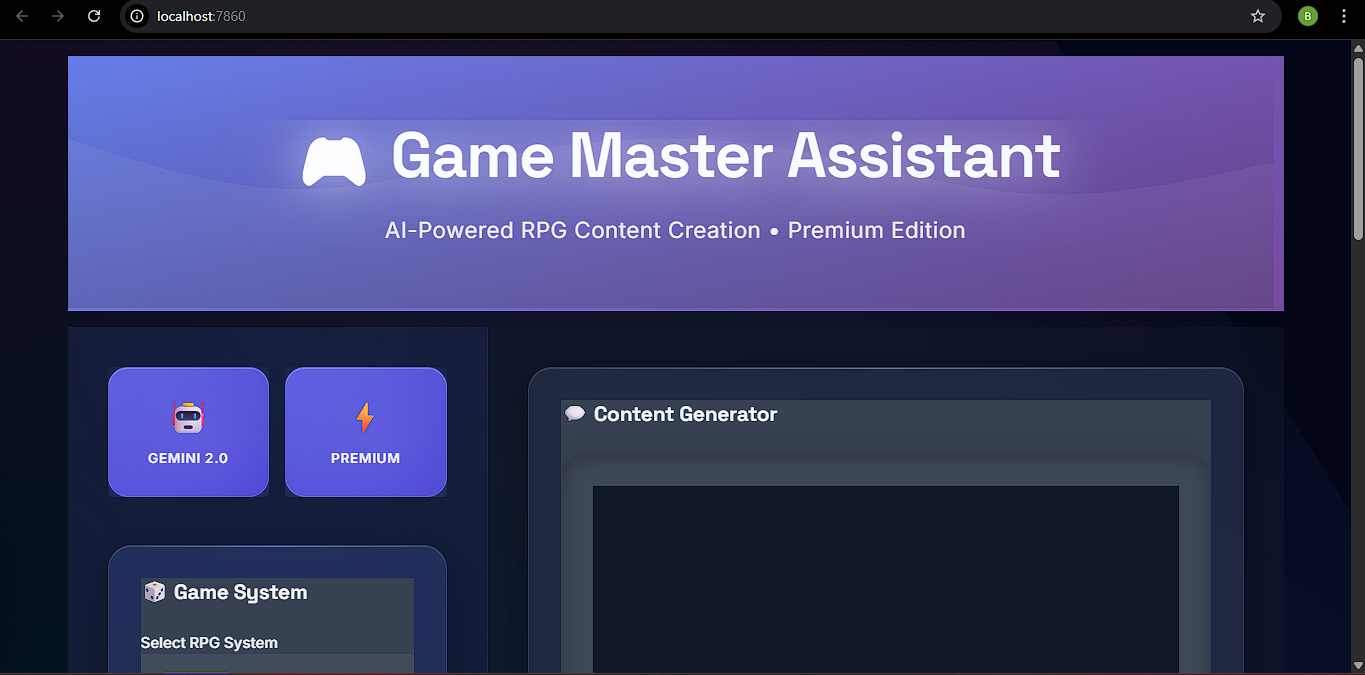 localhost:7860
B
Game Master Assistant
AI-Powered RPG Content Creation • Premium Edition
GEMINI 2.0
PREMIUM
Content Generator
Game System
Select RPG System